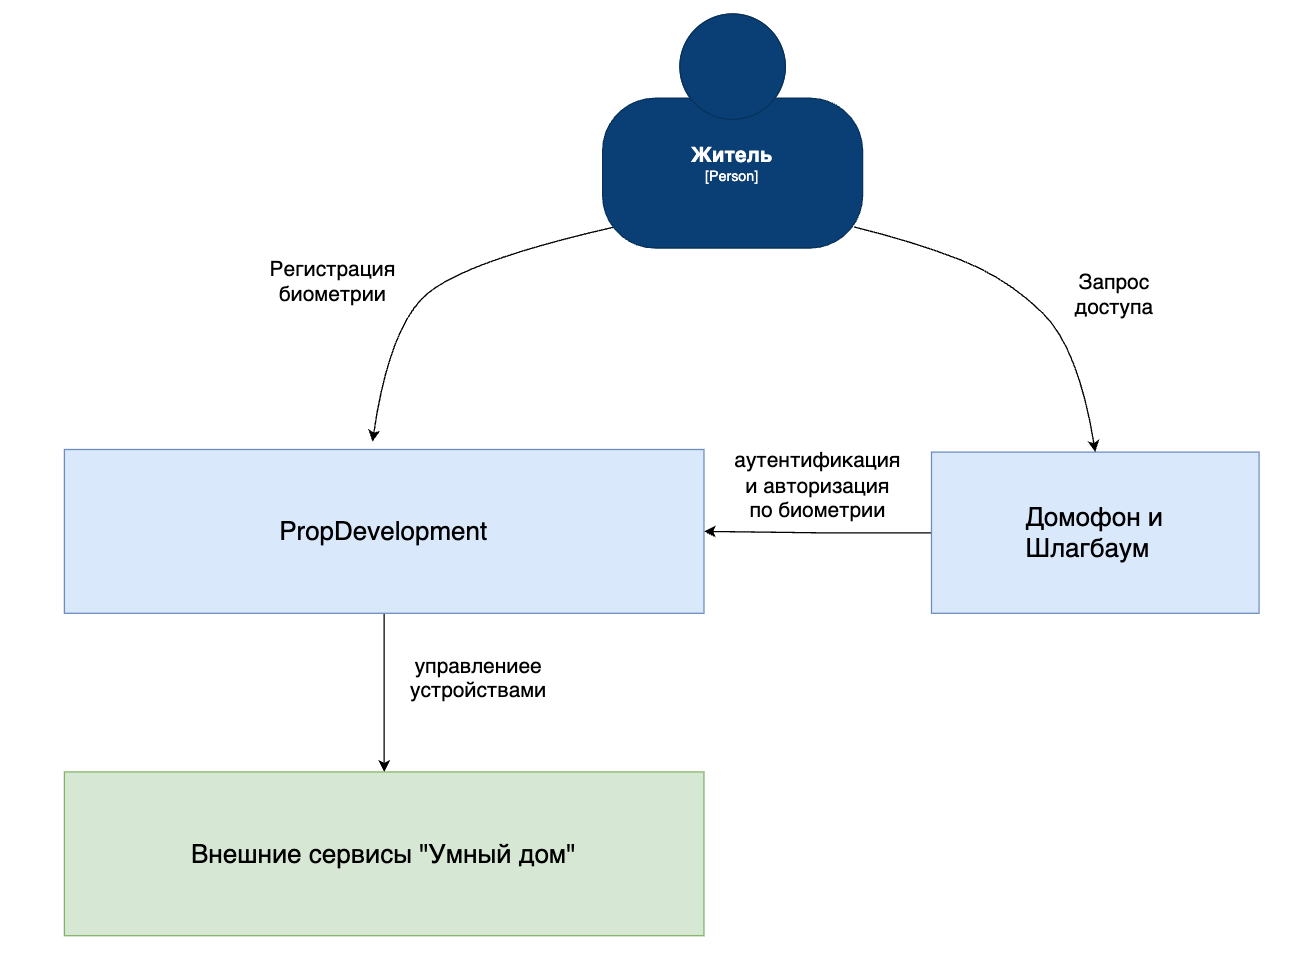 Житель
[Person]
Регистрация
биометрии
Запрос
доступа
аутентификация
и авторизация
по биометрии
PropDevelopment
Домофон и
Шлагбаум
управлениее
устройствами
Внешние сервисы "Умный дом"